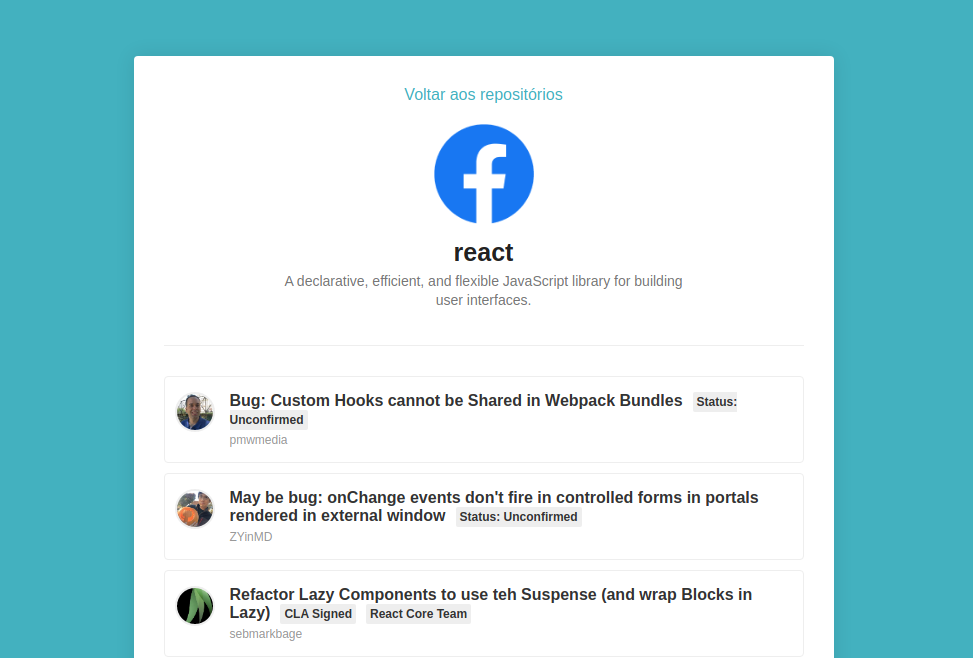 Voltar aos repositórios
react
A declarative, efficient, and flexible JavaScript library for building
user interfaces.
Bug: Custom Hooks cannot be Shared in Webpack Bundles Status:
Unconfirmed
pmwmedia
May be bug: onChange events don't fire in controlled forms in portals
rendered in external window Status: Unconfirmed
ZYinMD
Refactor Lazy Components to use teh Suspense (and wrap Blocks in
Lazy) CLA Signed React Core Team
sebmarkbage